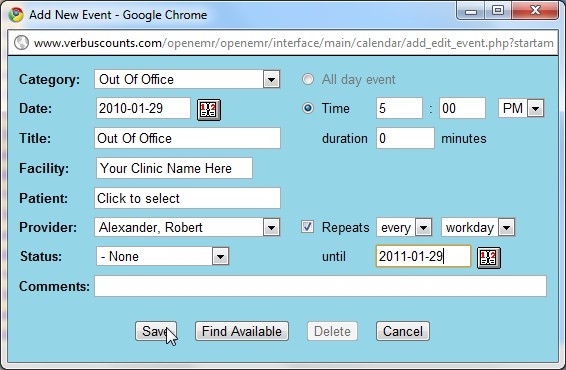 Add New Event - Google Chrome
www.verbuscounts.com/openemr/openemr/interface/main/calendar/add_edit_event.php?startam
Category: Out Of Office All day event
Date: 2010-01-29 Time 5 : 00 PM
Title: Out Of Office duration 0 minutes
Facility: Your Clinic Name Here
Patient: Click to select
Provider: Alexander, Robert Repeats every workday
Status: - None until 2011-01-29
Comments:
Save Find Available Delete Cancel